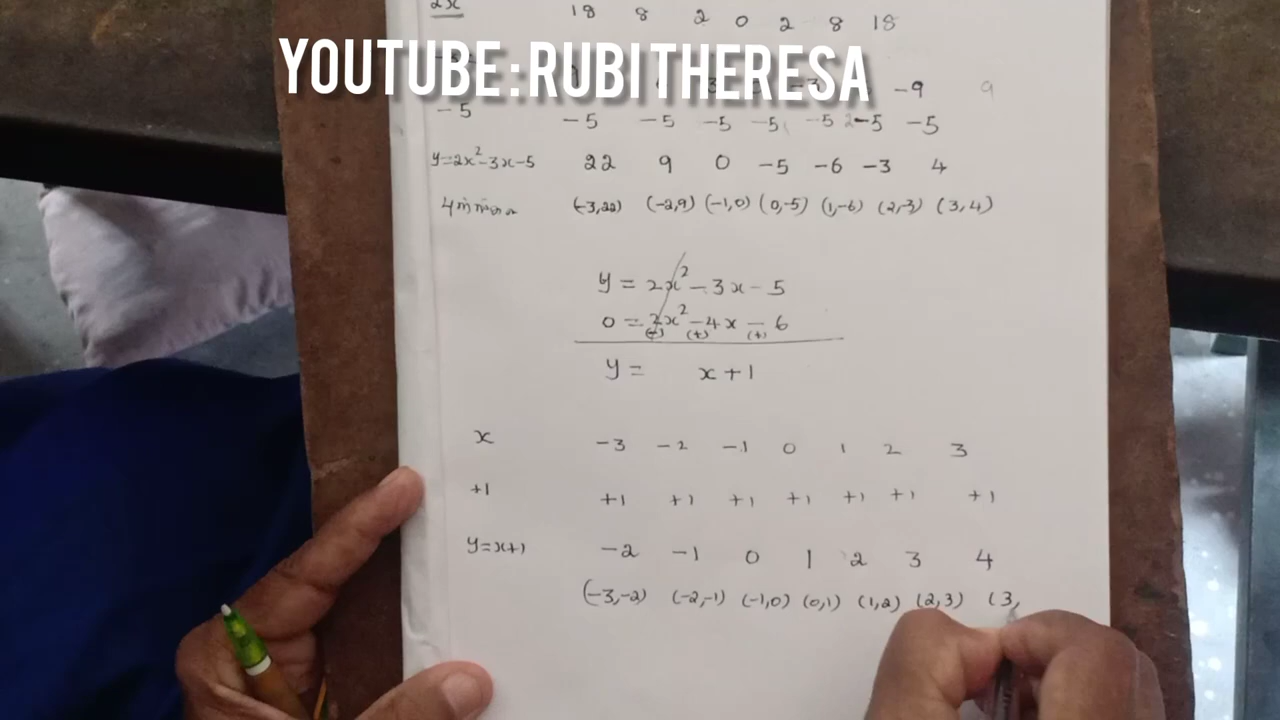 2x
18 8 2 0 2 8 18
YOUTUBE : RUBI THERESA
-9 9
-5 -5 -5 -5 -5 -5 -5 -5
y=2x²-3x-5 22 9 0 -5 -6 -3 4
(-3,22) (-2,9) (-1,0) (0,-5) (1,-6) (2,-3) (3,4)
y = 2x² - 3x - 5
0 = 2x² - 4x - 6
(-) (+) (+)
y = x+1
x -3 -2 -1 0 1 2 3
+1 +1 +1 +1 +1 +1 +1 +1
y=x+1 -2 -1 0 1 2 3 4
(-3,-2) (-2,-1) (-1,0) (0,1) (1,2) (2,3) (3,